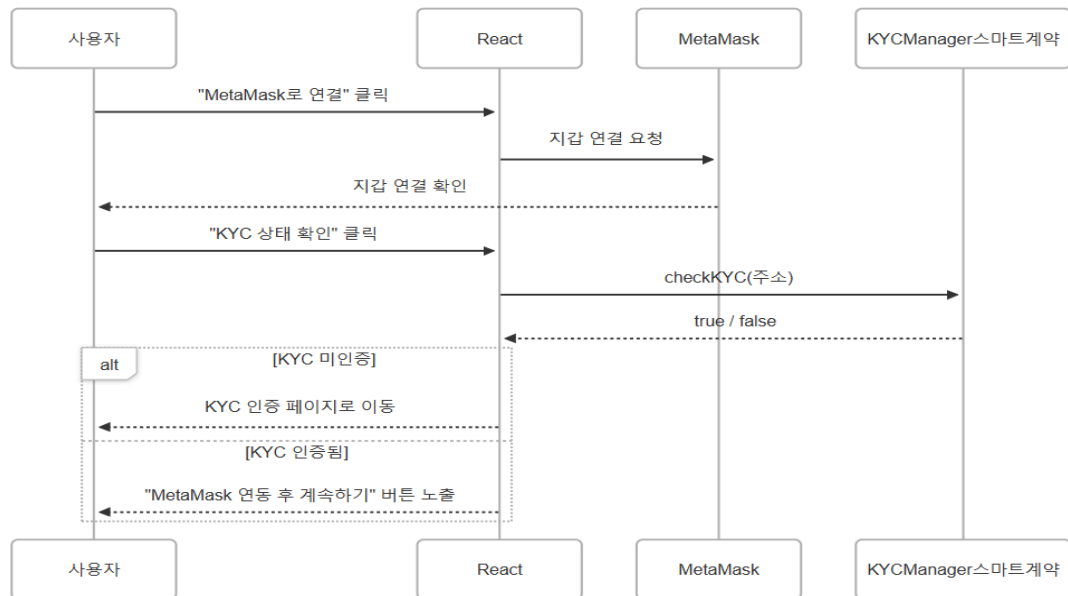 사용자
React
MetaMask
KYCManager스마트계약
"MetaMask로 연결" 클릭
지갑 연결 요청
지갑 연결 확인
"KYC 상태 확인" 클릭
checkKYC(주소)
true / false
alt
[KYC 미인증]
KYC 인증 페이지로 이동
[KYC 인증됨]
"MetaMask 연동 후 계속하기" 버튼 노출
사용자
React
MetaMask
KYCManager스마트계약